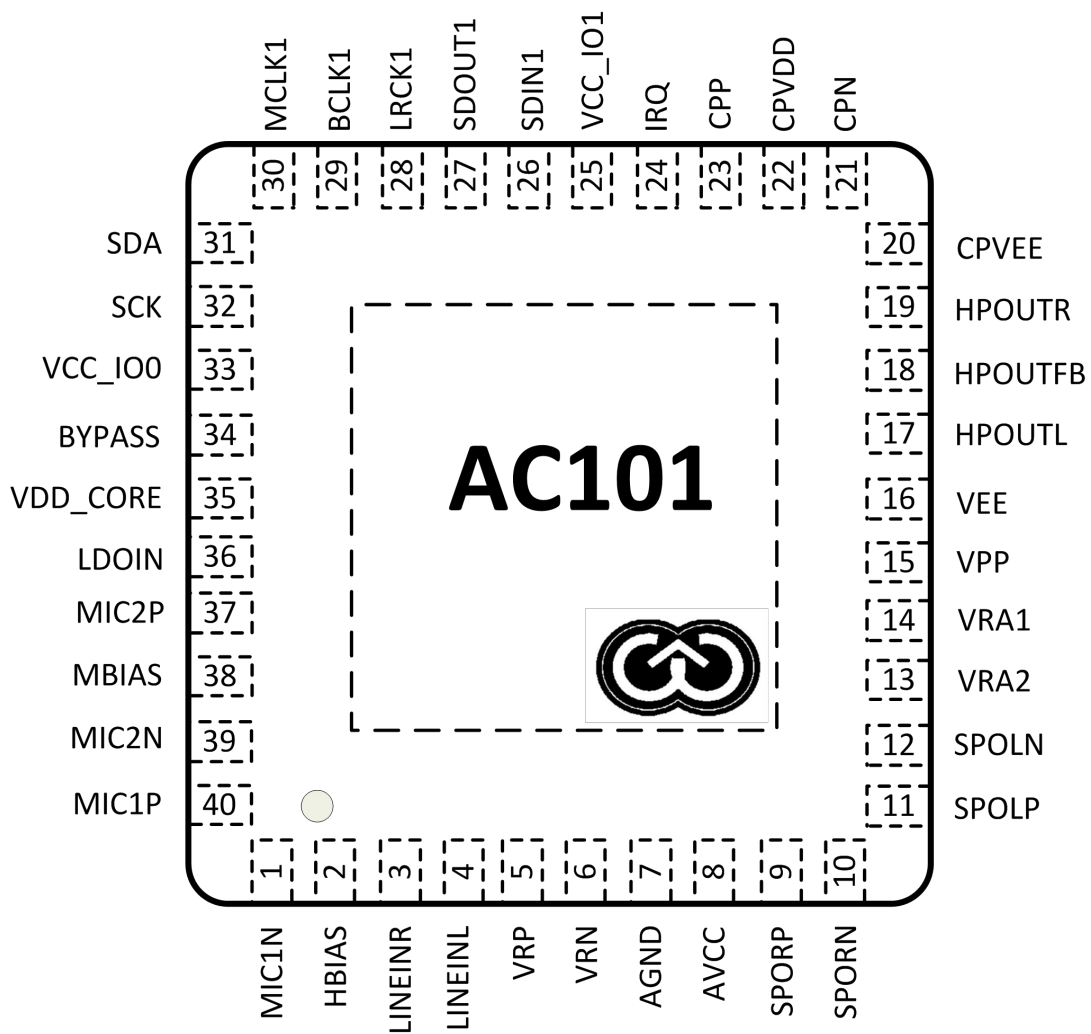 MCLK1
BCLK1
LRCK1
SDOUT1
SDIN1
VCC_IO1
IRQ
CPP
CPVDD
CPN
30
29
28
27
26
25
24
23
22
21
SDA 31
20 CPVEE
SCK 32
19 HPOUTR
VCC_IO0 33
18 HPOUTFB
BYPASS 34
17 HPOUTL
AC101
VDD_CORE 35
16 VEE
LDOIN 36
15 VPP
MIC2P 37
14 VRA1
MBIAS 38
13 VRA2
MIC2N 39
12 SPOLN
MIC1P 40
11 SPOLP
1
2
3
4
5
6
7
8
9
10
MIC1N
HBIAS
LINEINR
LINEINL
VRP
VRN
AGND
AVCC
SPORP
SPORN